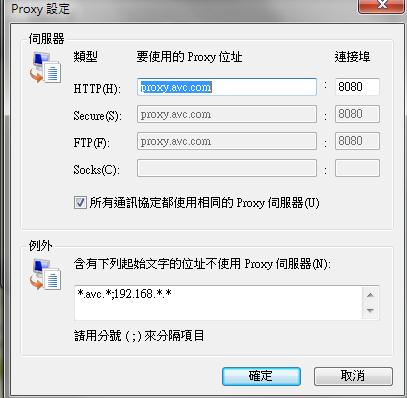 Proxy 設定
伺服器
類型 要使用的 Proxy 位址 連接埠
HTTP(H): proxy.avc.com : 8080
Secure(S): proxy.avc.com : 8080
FTP(F): proxy.avc.com : 8080
Socks(C): :
所有通訊協定都使用相同的 Proxy 伺服器(U)
例外
含有下列起始文字的位址不使用 Proxy 伺服器(N):
*.avc.*;192.168.*.*
請用分號 (;) 來分隔項目
確定 取消